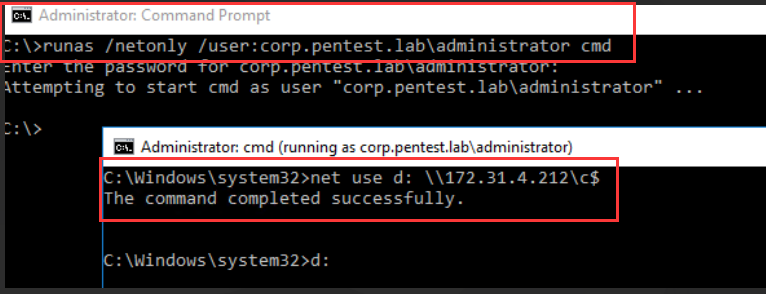 Administrator: Command Prompt
C:\>runas /netonly /user:corp.pentest.lab\administrator cmd
Enter the password for corp.pentest.lab\administrator:
Attempting to start cmd as user "corp.pentest.lab\administrator" ...
C:\>
Administrator: cmd (running as corp.pentest.lab\administrator)
C:\Windows\system32>net use d: \\172.31.4.212\c$
The command completed successfully.
C:\Windows\system32>d: